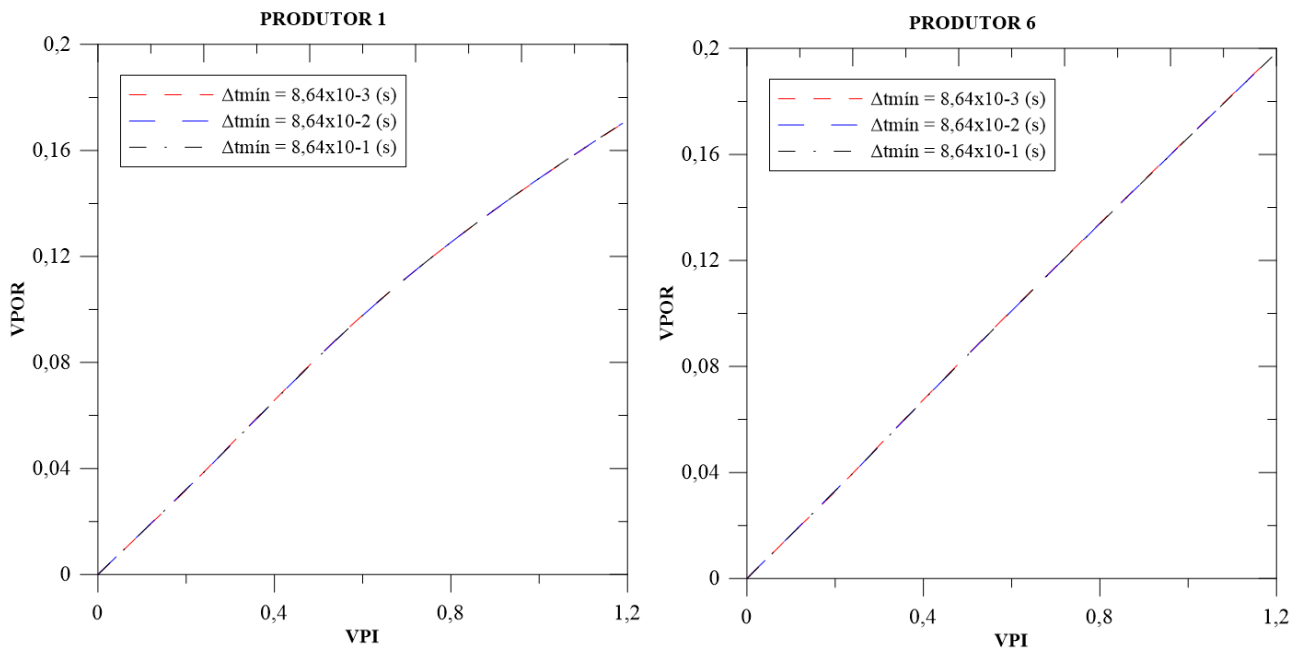 PRODUTOR 1
0,2
0,16
0,12
0,08
0,04
0
VPOR
Δtmín = 8,64x10-3 (s)
Δtmín = 8,64x10-2 (s)
Δtmín = 8,64x10-1 (s)
0
0,4
0,8
1,2
VPI
PRODUTOR 6
0,2
0,16
0,12
0,08
0,04
0
VPOR
Δtmín = 8,64x10-3 (s)
Δtmín = 8,64x10-2 (s)
Δtmín = 8,64x10-1 (s)
0
0,4
0,8
1,2
VPI